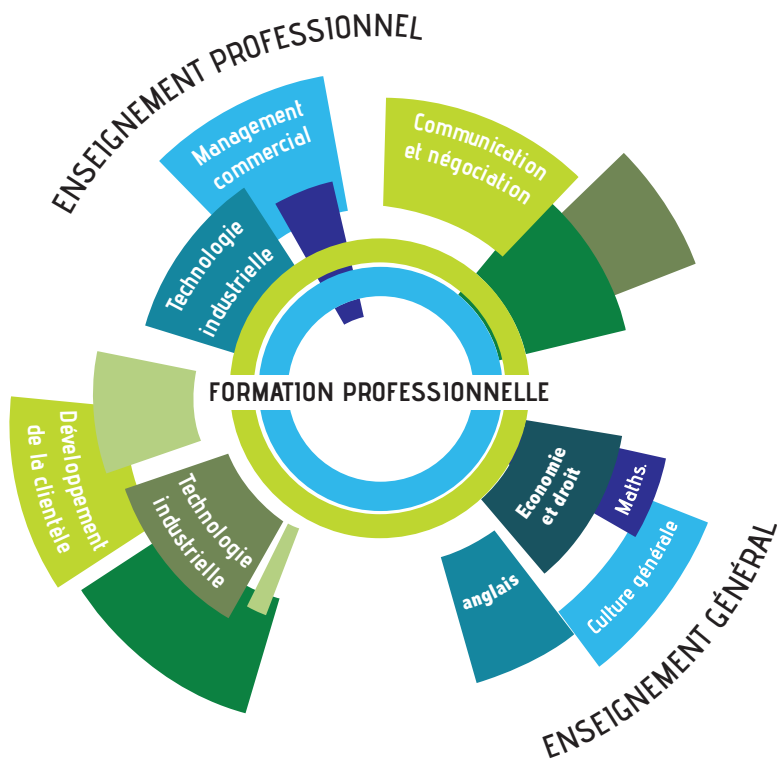 ENSEIGNEMENT PROFESSIONNEL
Management
commercial
Communication
et négociation
Technologie
industrielle
FORMATION PROFESSIONNELLE
Développement
de la clientèle
Technologie
industrielle
Economie
et droit
Maths.
anglais
Culture générale
ENSEIGNEMENT GÉNÉRAL